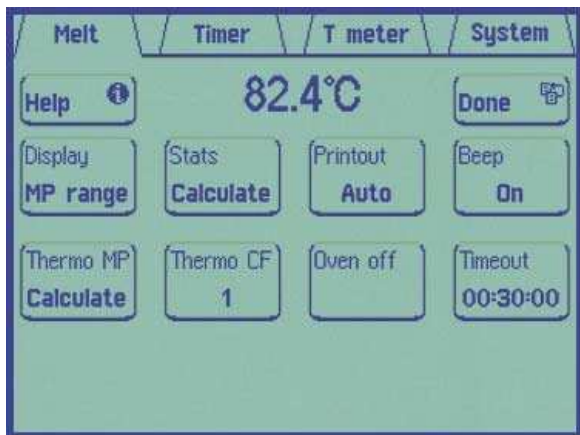 Melt Timer T meter System
Help 82.4°C Done
Display Stats Printout Beep
MP range Calculate Auto On
Thermo MP Thermo CF Oven off Timeout
Calculate 1 00:30:00